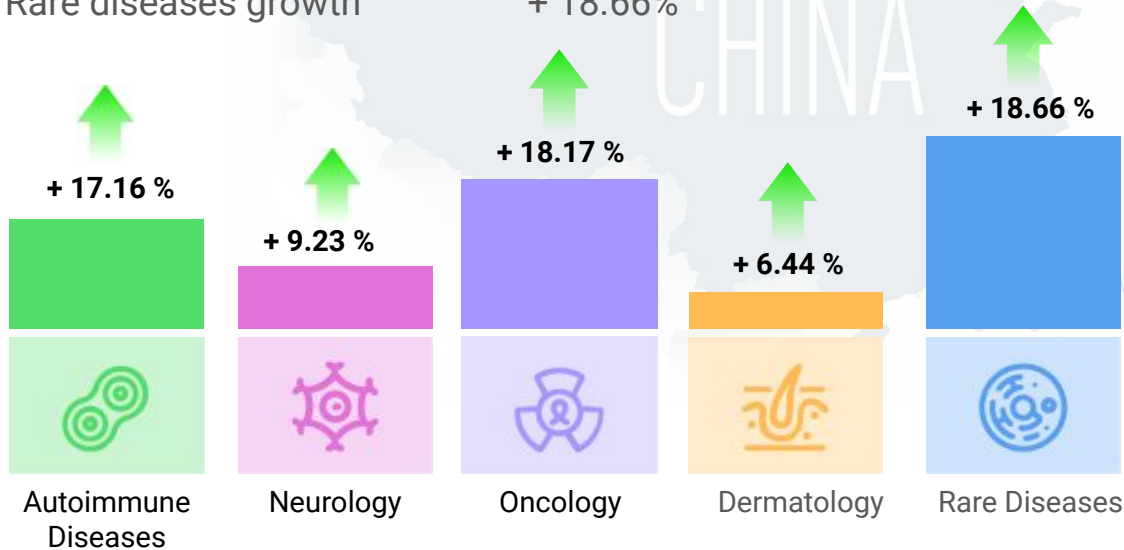 Rare diseases growth + 18.66%
CHINA
+ 18.66 %
+ 18.17 %
+ 17.16 %
+ 9.23 %
+ 6.44 %
Autoimmune
Diseases
Neurology
Oncology
Dermatology
Rare Diseases